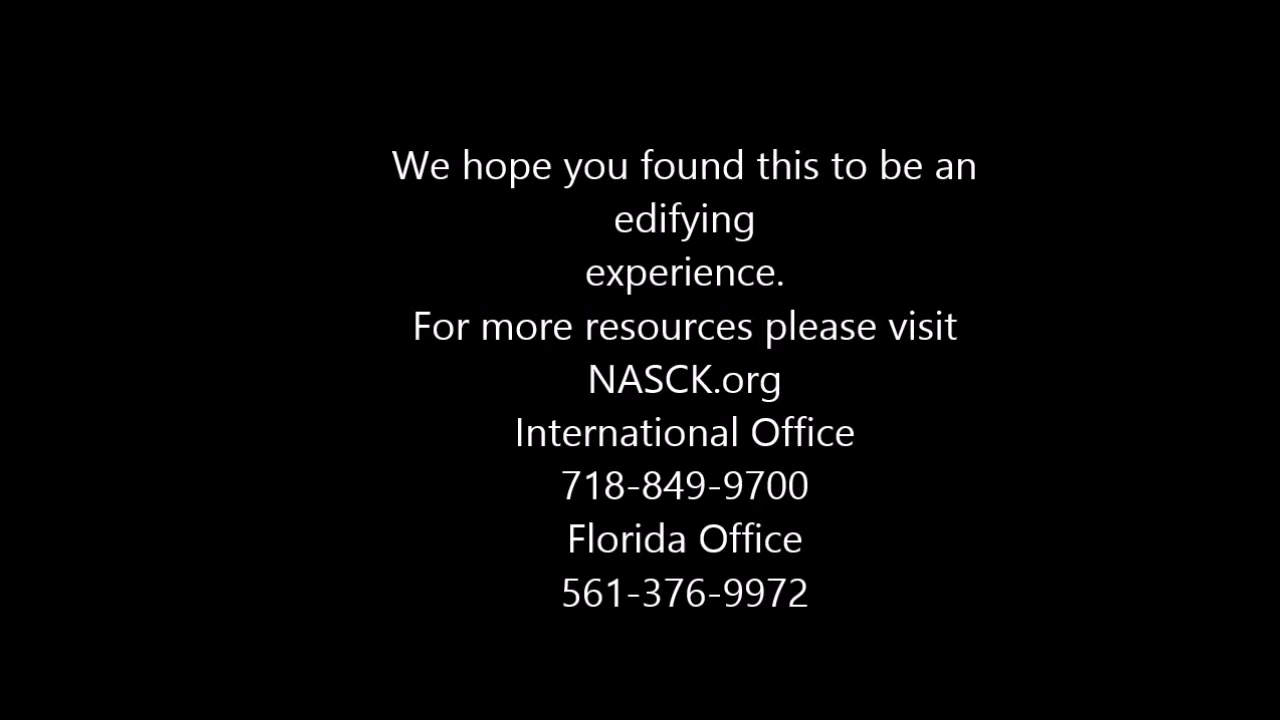 We hope you found this to be an
edifying
experience.
For more resources please visit
NASCK.org
International Office
718-849-9700
Florida Office
561-376-9972